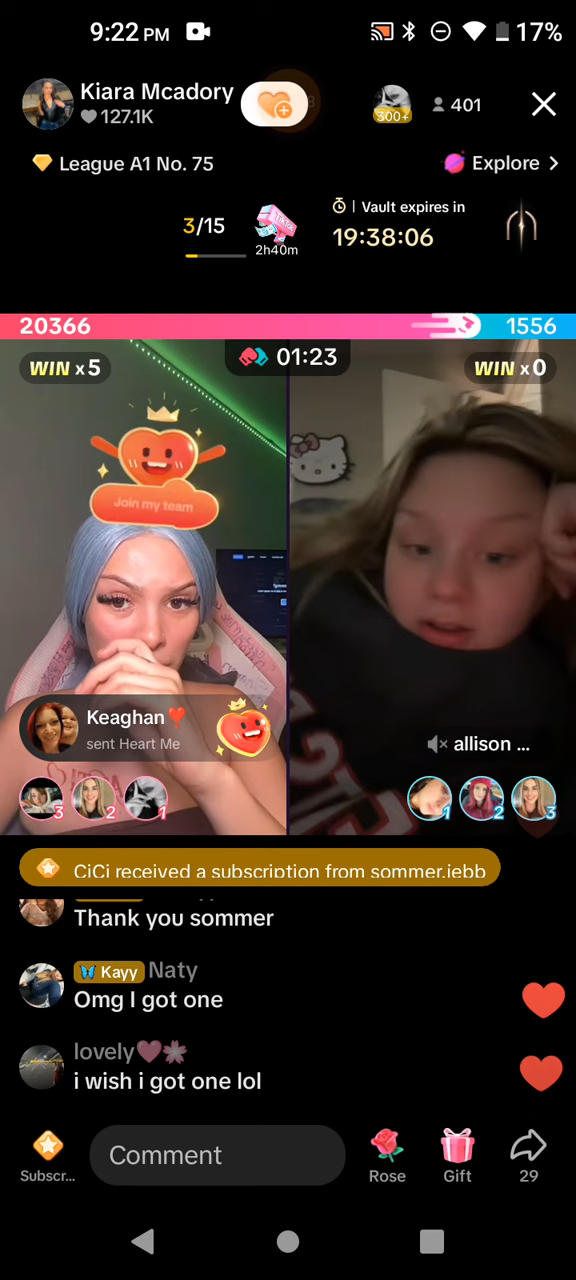 9:22 PM
17%
Kiara Mcadory
127.1K
300+
401
League A1 No. 75
Explore >
3/15
TikTok
2h40m
Vault expires in
19:38:06
20366
1556
WIN x5
01:23
WIN x0
Join my team
Keaghan❤️
sent Heart Me
allison ...
3
2
1
1
2
3
CiCi received a subscription from sommer.jebb
Thank you sommer
🦋 Kayy Naty
Omg I got one
lovely🩷🌸
i wish i got one lol
Subscr...
Comment
Rose
Gift
29